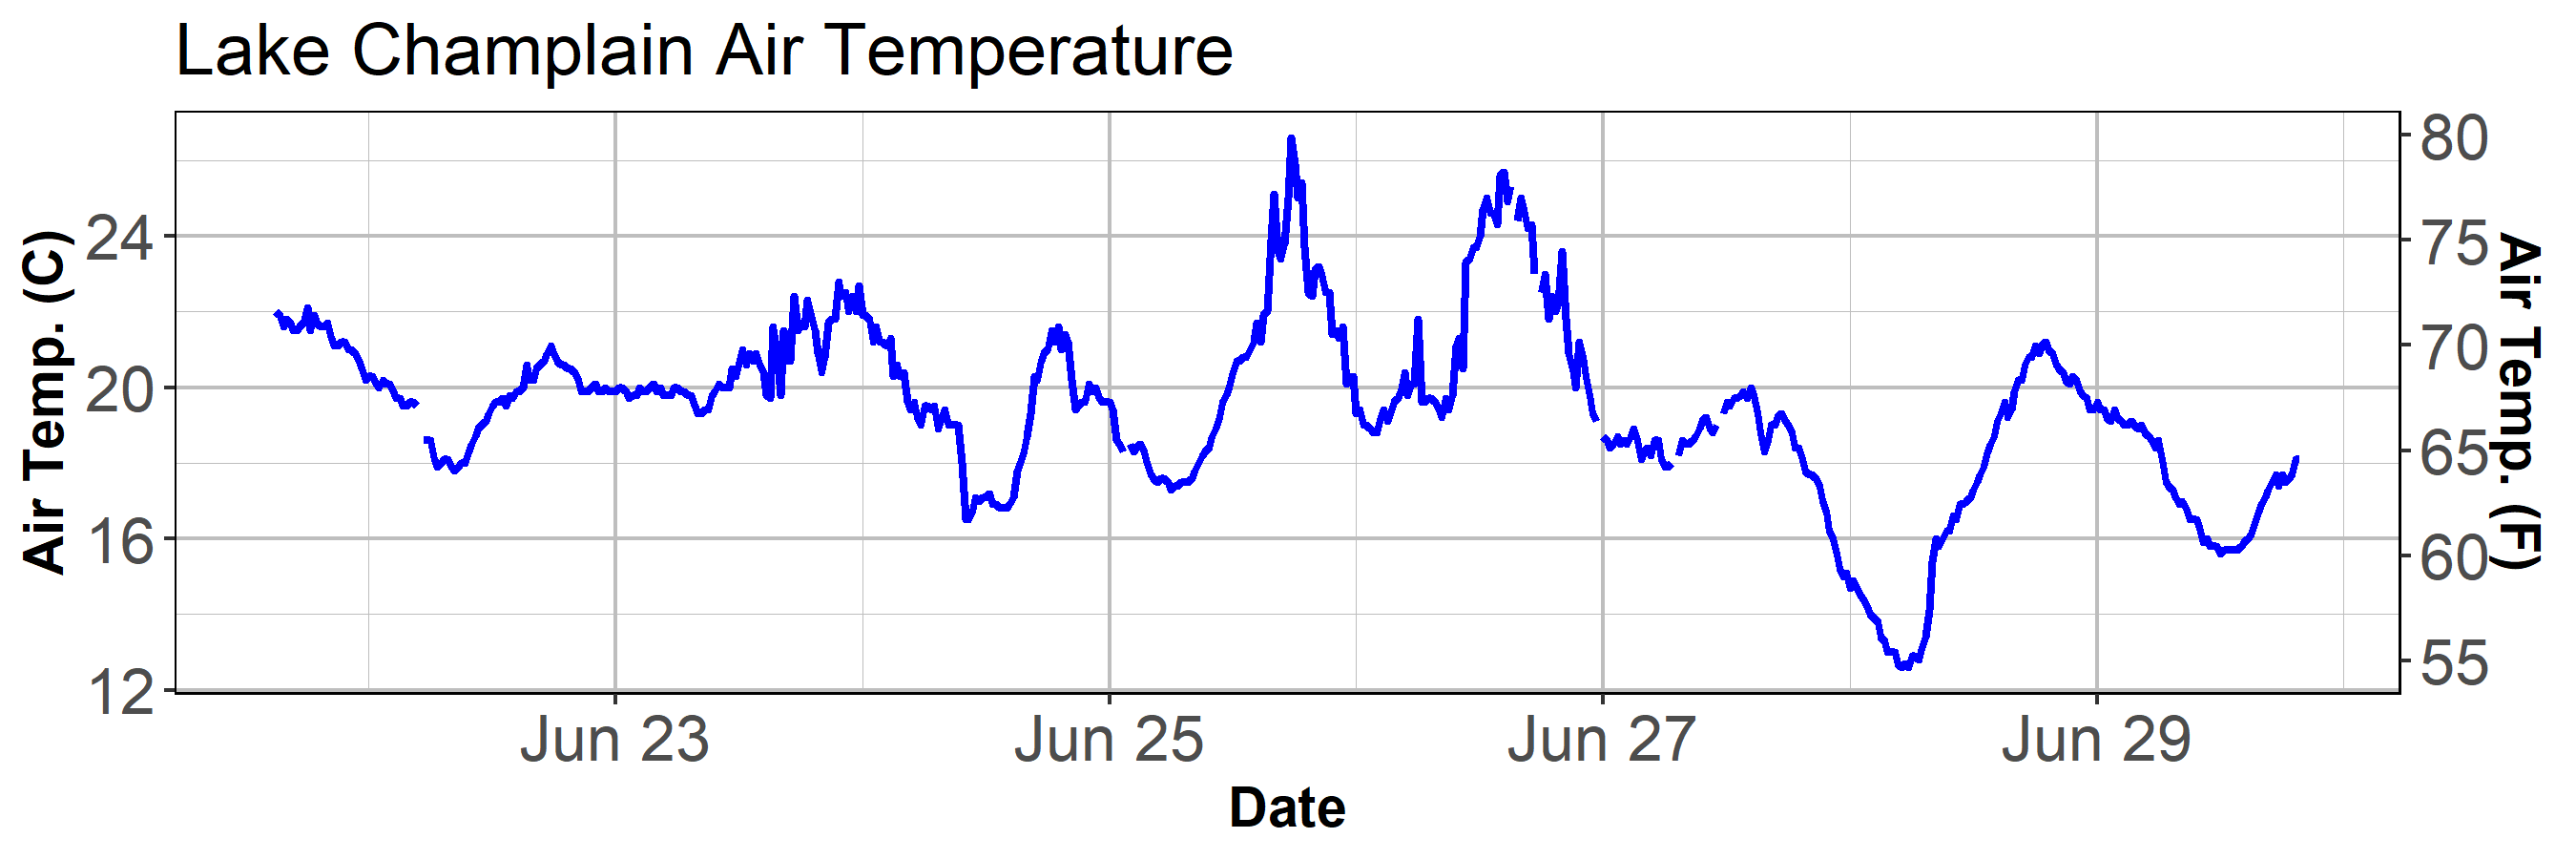 Lake Champlain Air Temperature
Air Temp. (C)
24
20
16
12
80
75
70
65
60
55
Air Temp. (F)
Jun 23 Jun 25 Jun 27 Jun 29
Date